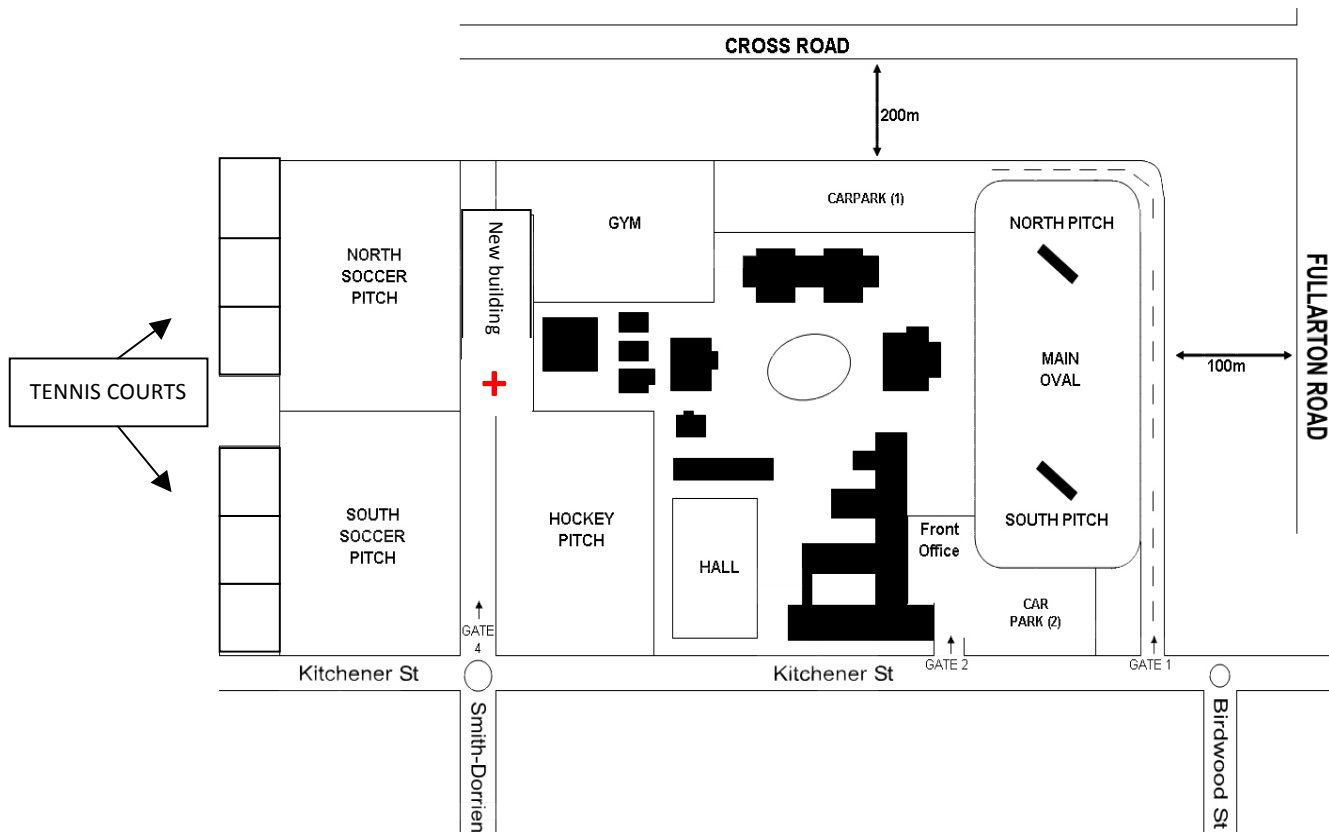 CROSS ROAD
200m
CARPARK (1)
GYM
NORTH PITCH
New building
NORTH
SOCCER
PITCH
FULLARTON ROAD
MAIN
OVAL
100m
TENNIS COURTS
SOUTH
SOCCER
PITCH
HOCKEY
PITCH
SOUTH PITCH
Front
Office
HALL
CAR
PARK (2)
GATE
4
GATE 2
GATE 1
Kitchener St
Kitchener St
Smith-Dorrien
Birdwood St